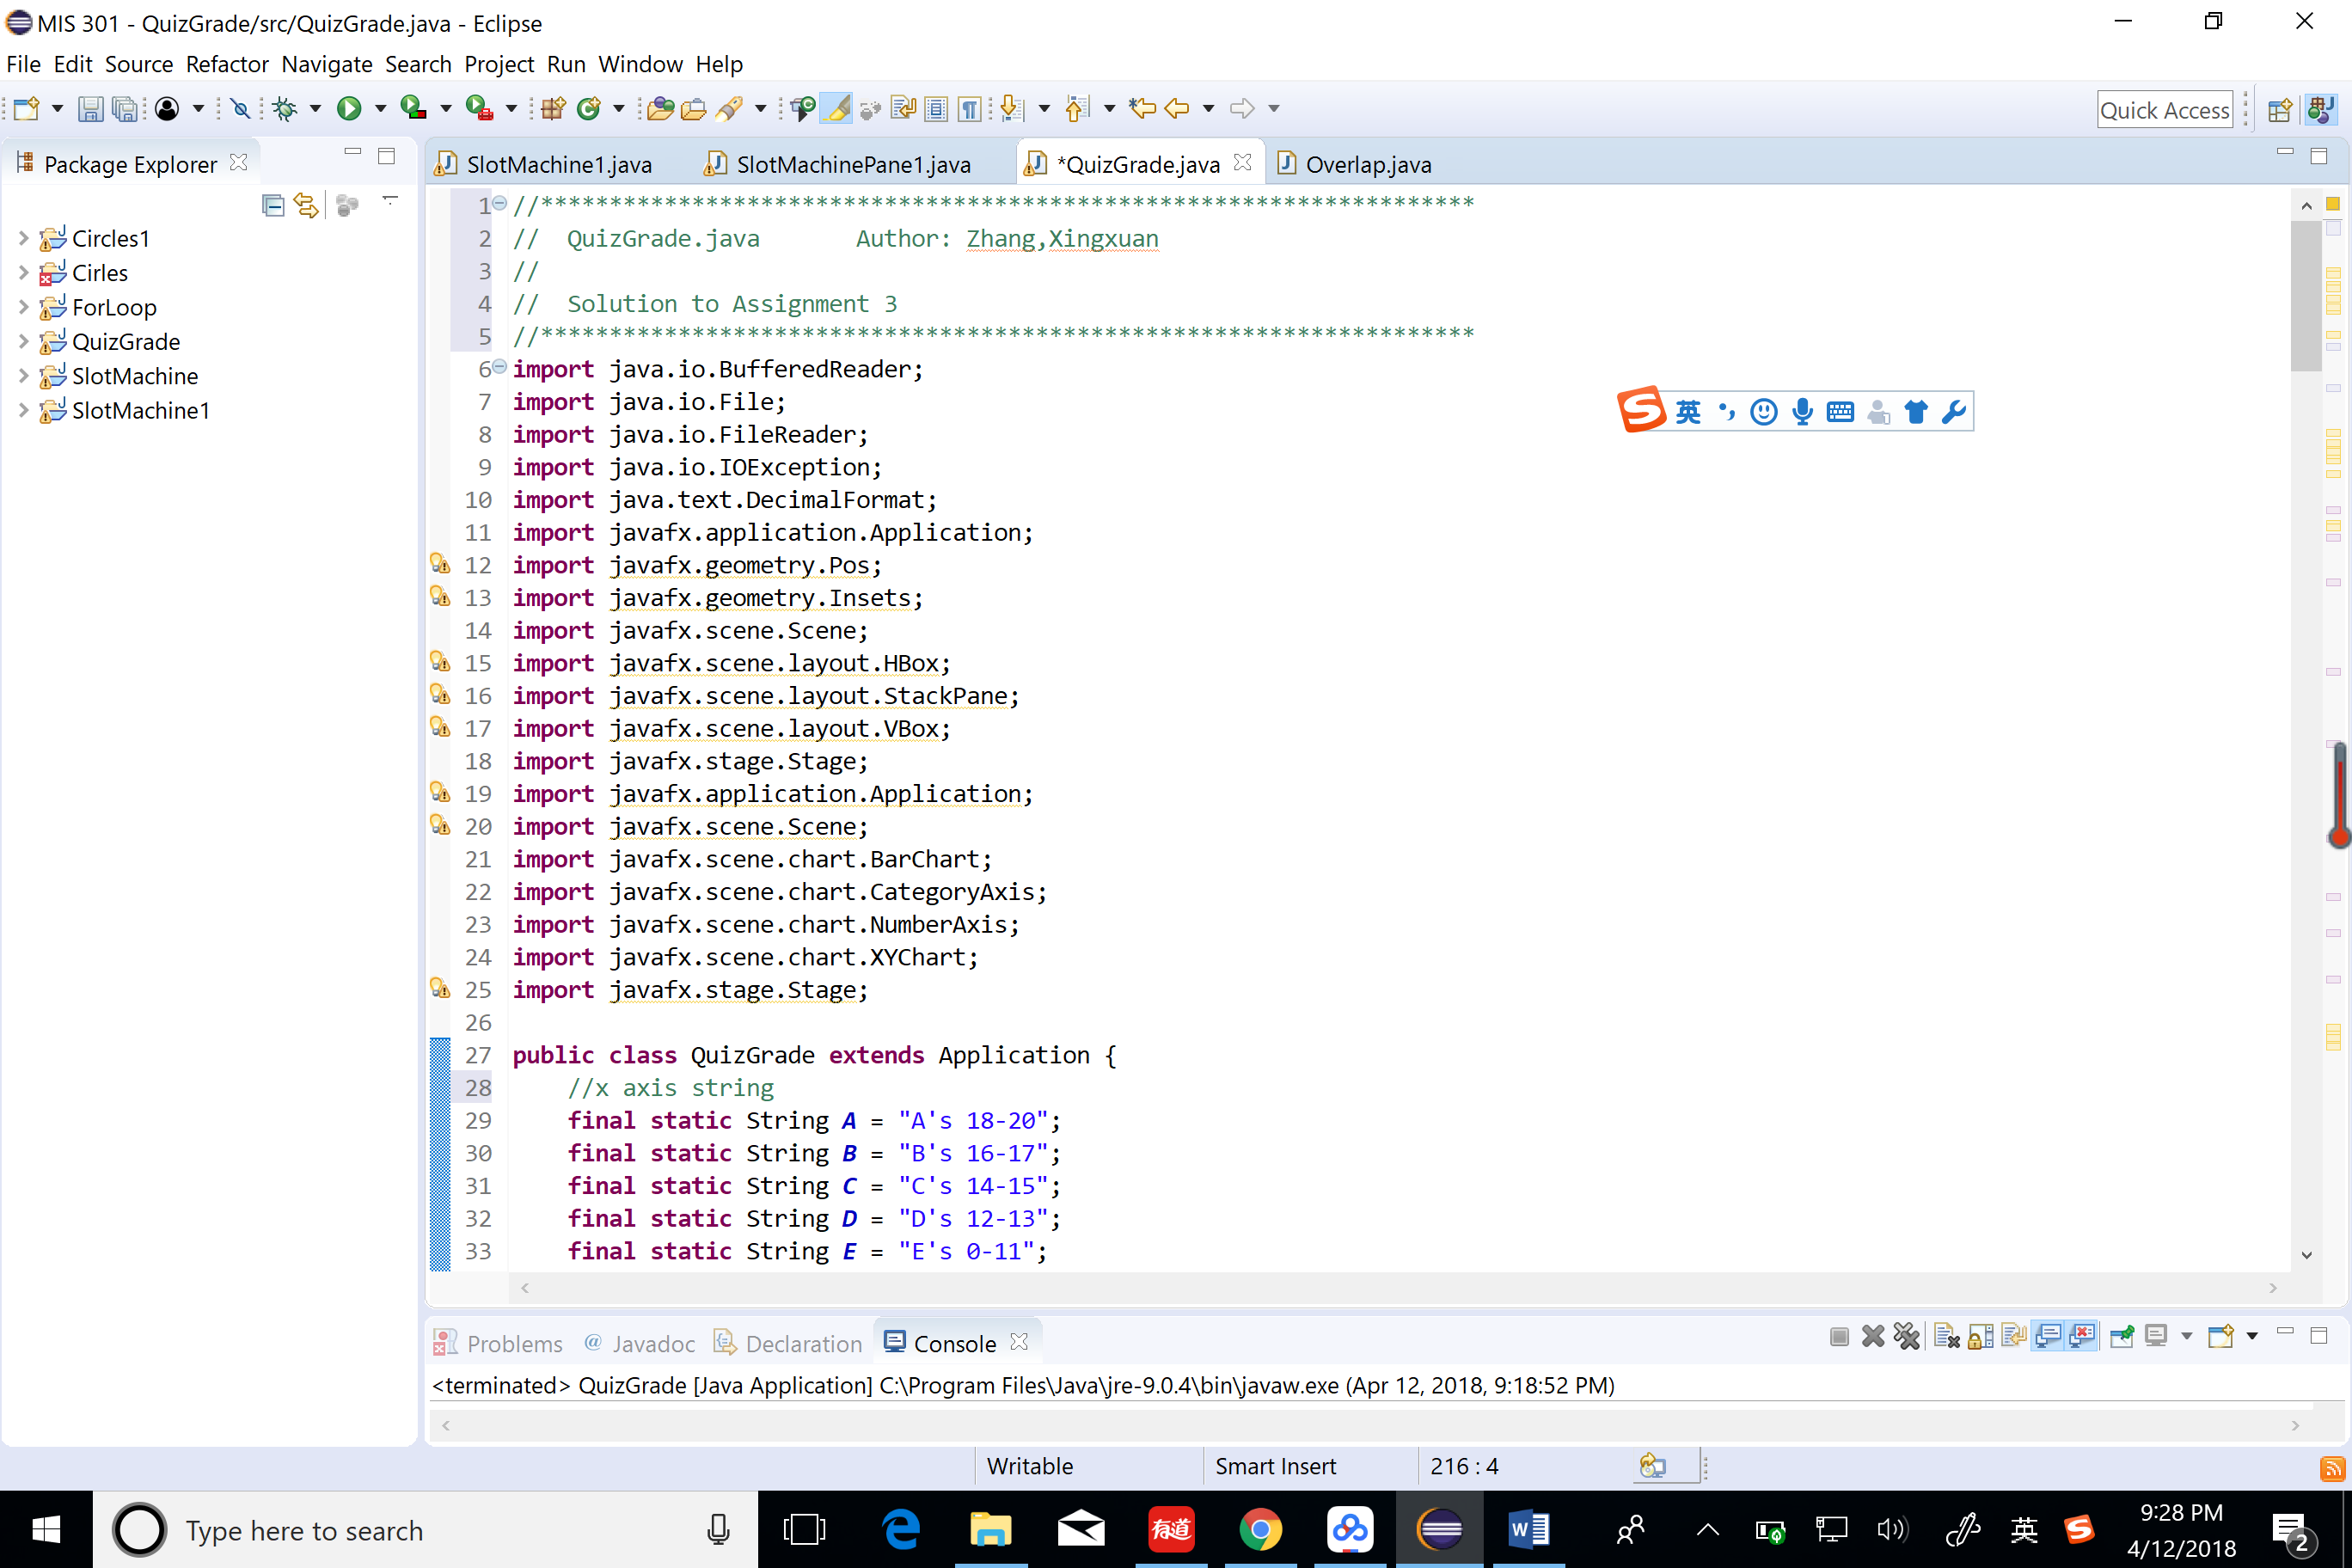 MIS 301 - QuizGrade/src/QuizGrade.java - Eclipse
File Edit Source Refactor Navigate Search Project Run Window Help
Quick Access
Package Explorer
SlotMachine1.java
SlotMachinePane1.java
*QuizGrade.java
Overlap.java
Circles1
Cirles
ForLoop
QuizGrade
SlotMachine
SlotMachine1
1 //********************************************************************
2 //  QuizGrade.java       Author: Zhang,Xingxuan
3 //
4 //  Solution to Assignment 3
5 //********************************************************************
6 import java.io.BufferedReader;
7 import java.io.File;
8 import java.io.FileReader;
9 import java.io.IOException;
10 import java.text.DecimalFormat;
11 import javafx.application.Application;
12 import javafx.geometry.Pos;
13 import javafx.geometry.Insets;
14 import javafx.scene.Scene;
15 import javafx.scene.layout.HBox;
16 import javafx.scene.layout.StackPane;
17 import javafx.scene.layout.VBox;
18 import javafx.stage.Stage;
19 import javafx.application.Application;
20 import javafx.scene.Scene;
21 import javafx.scene.chart.BarChart;
22 import javafx.scene.chart.CategoryAxis;
23 import javafx.scene.chart.NumberAxis;
24 import javafx.scene.chart.XYChart;
25 import javafx.stage.Stage;
26
27 public class QuizGrade extends Application {
28     //x axis string
29     final static String A = "A's 18-20";
30     final static String B = "B's 16-17";
31     final static String C = "C's 14-15";
32     final static String D = "D's 12-13";
33     final static String E = "E's 0-11";
S 英
Problems @ Javadoc Declaration Console
<terminated> QuizGrade [Java Application] C:\Program Files\Java\jre-9.0.4\bin\javaw.exe (Apr 12, 2018, 9:18:52 PM)
Writable Smart Insert 216 : 4
Type here to search
有道
英
9:28 PM
4/12/2018
2